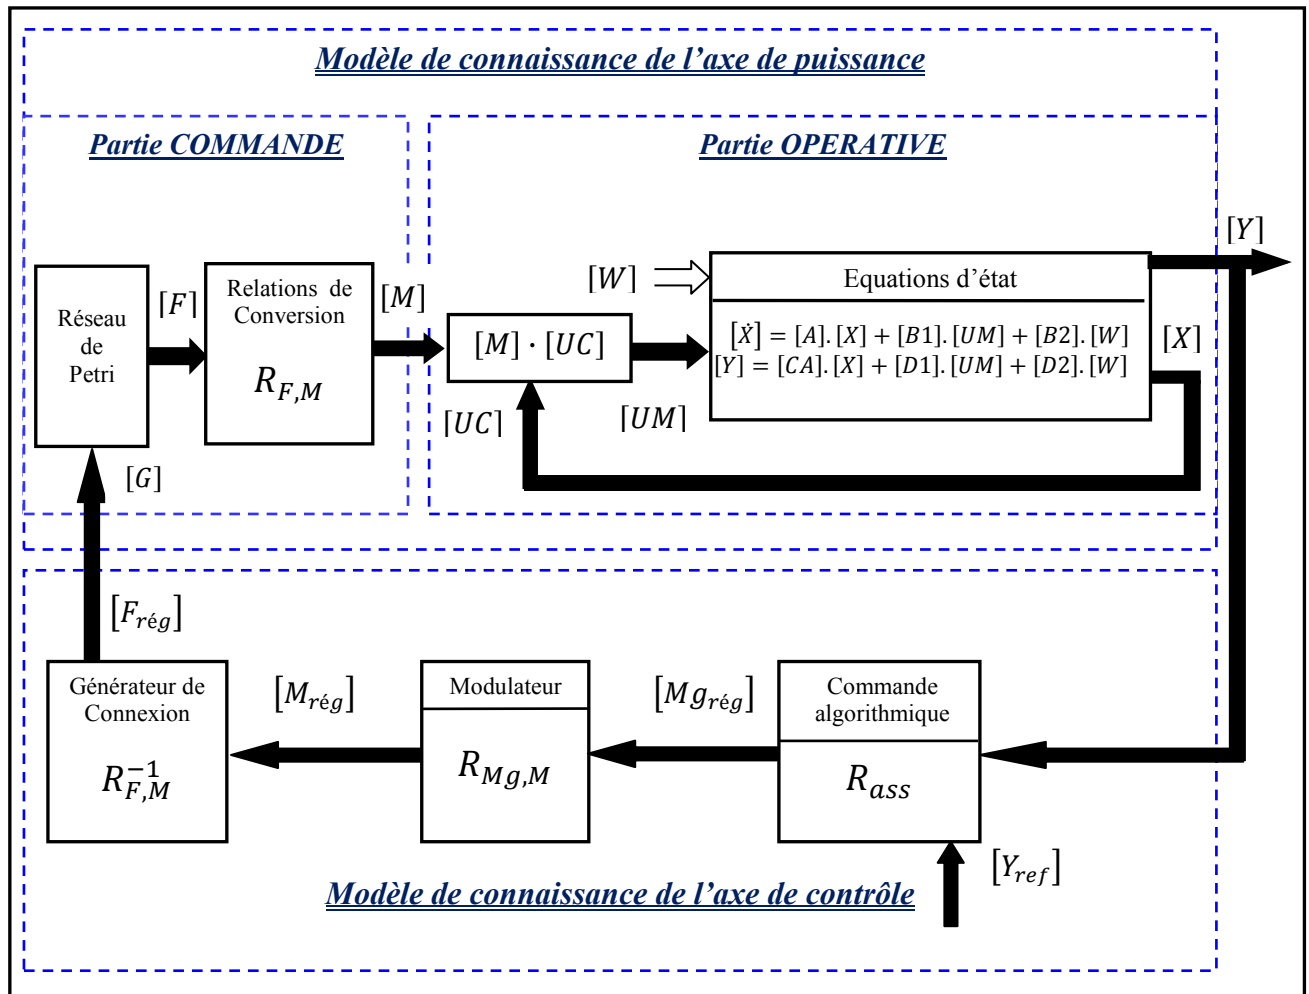 Modèle de connaissance de l’axe de puissance
Partie COMMANDE
Partie OPERATIVE
[Y]
[W]
Equations d’état
Relations de
Conversion
[M]
[F]
Réseau
de
Petri
R_{F,M}
[M] · [UC]
[Ẋ] = [A]. [X] + [B1]. [UM] + [B2]. [W]
[Y] = [CA]. [X] + [D1]. [UM] + [D2]. [W]
[X]
[UC]
[UM]
[G]
[F_{rég}]
Générateur de
Connexion
R_{F,M}^{-1}
[M_{rég}]
Modulateur
R_{Mg,M}
[Mg_{rég}]
Commande
algorithmique
R_{ass}
[Y_{ref}]
Modèle de connaissance de l’axe de contrôle